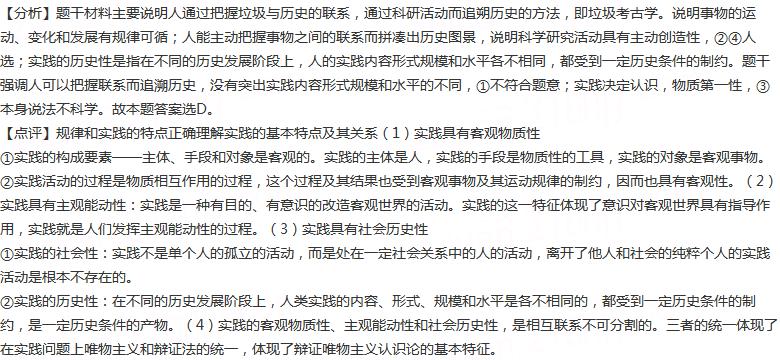 【分析】题干材料主要说明人通过把握垃圾与历史的联系，通过科研活动而追朔历史的方法，即垃圾考古学。说明事物的运
动、变化和发展有规律可循；人能主动把握事物之间的联系而拼凑出历史图景，说明科学研究活动具有主动创造性，②④人
选；实践的历史性是指在不同的历史发展阶段上，人的实践内容形式规模和水平各不相同，都受到一定历史条件的制约。题干
强调人可以把握联系而追溯历史，没有突出实践内容形式规模和水平的不同，①不符合题意；实践决定认识，物质第一性，③
本身说法不科学。故本题答案选D。
【点评】规律和实践的特点正确理解实践的基本特点及其关系（1）实践具有客观物质性
①实践的构成要素——主体、手段和对象是客观的。实践的主体是人，实践的手段是物质性的工具，实践的对象是客观事物。
②实践活动的过程是物质相互作用的过程，这个过程及其结果也受到客观事物及其运动规律的制约，因而也具有客观性。（2）
实践具有主观能动性：实践是一种有目的、有意识的改造客观世界的活动。实践的这一特征体现了意识对客观世界具有指导作
用，实践就是人们发挥主观能动性的过程。（3）实践具有社会历史性
①实践的社会性：实践不是单个人的孤立的活动，而是处在一定社会关系中的人的活动，离开了他人和社会的纯粹个人的实践
活动是根本不存在的。
②实践的历史性：在不同的历史发展阶段上，人类实践的内容、形式、规模和水平是各不相同的，都受到一定历史条件的制
约，是一定历史条件的产物。（4）实践的客观物质性、主观能动性和社会历史性，是相互联系不可分割的。三者的统一体现了
在实践问题上唯物主义和辩证法的统一，体现了辩证唯物主义认识论的基本特征。